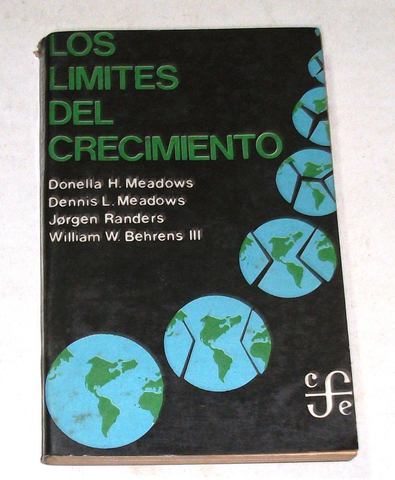 LOS
LIMITES
DEL
CRECIMIENTO
Donella H. Meadows
Dennis L. Meadows
Jørgen Randers
William W. Behrens III
c f e